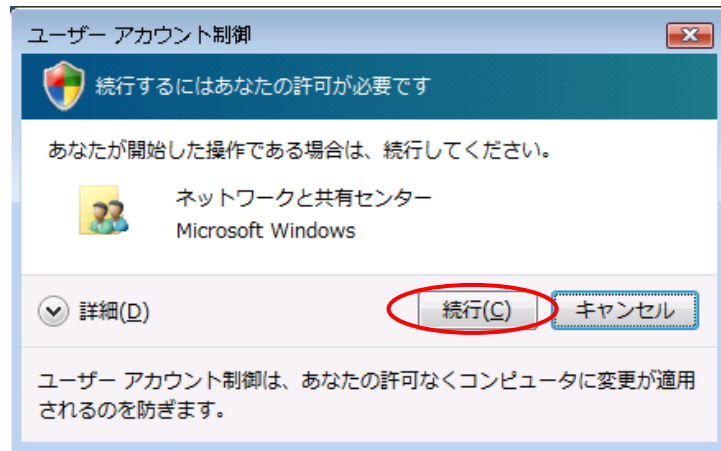 ユーザー アカウント制御
続行するにはあなたの許可が必要です
あなたが開始した操作である場合は、続行してください。
ネットワークと共有センター
Microsoft Windows
詳細(D)
続行(C)
キャンセル
ユーザー アカウント制御は、あなたの許可なくコンピュータに変更が適用
されるのを防ぎます。